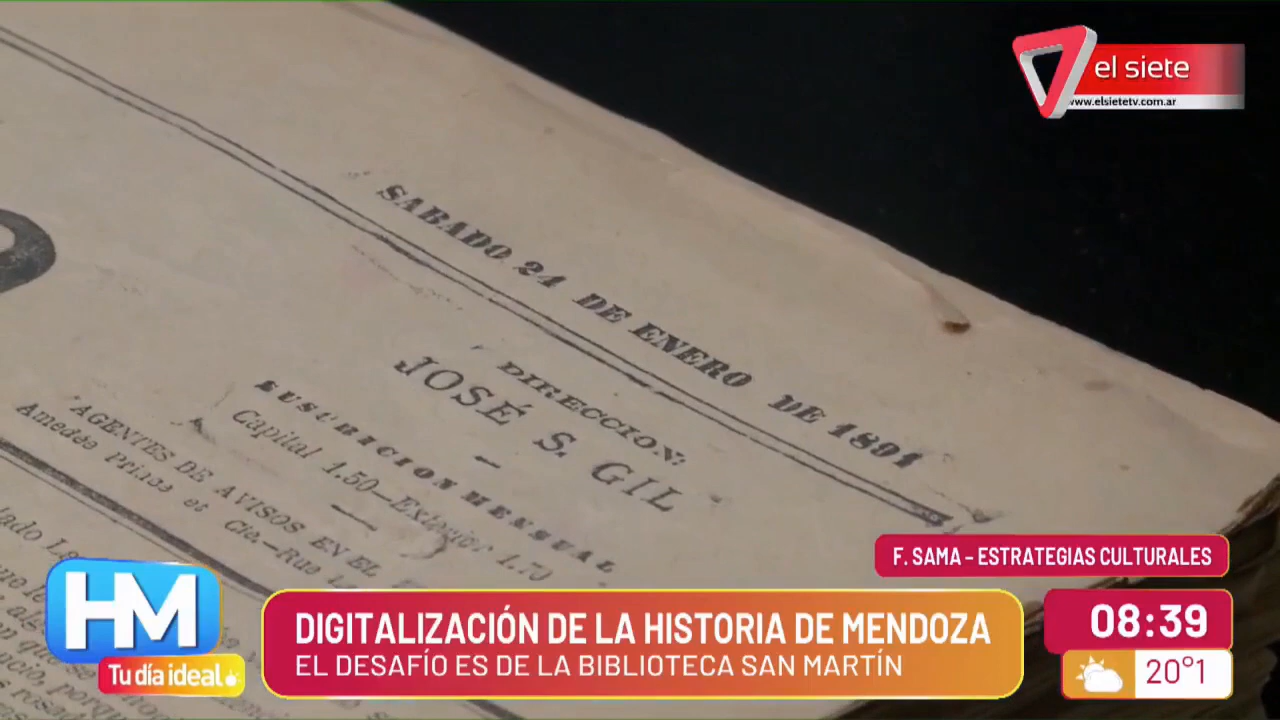 el siete
www.elsietetv.com.ar
SABADO 24 DE ENERO DE 1891
DIRECCION:
JOSÉ S. GIL
SUSCRICION MENSUAL
Capital 1.50—Exterior 1.70
AGENTES DE AVISOS EN EL
Amedée Prince et Cie.—Rue
F. SAMA – ESTRATEGIAS CULTURALES
HM
Tu día ideal
DIGITALIZACIÓN DE LA HISTORIA DE MENDOZA
EL DESAFÍO ES DE LA BIBLIOTECA SAN MARTÍN
08:39
20°1